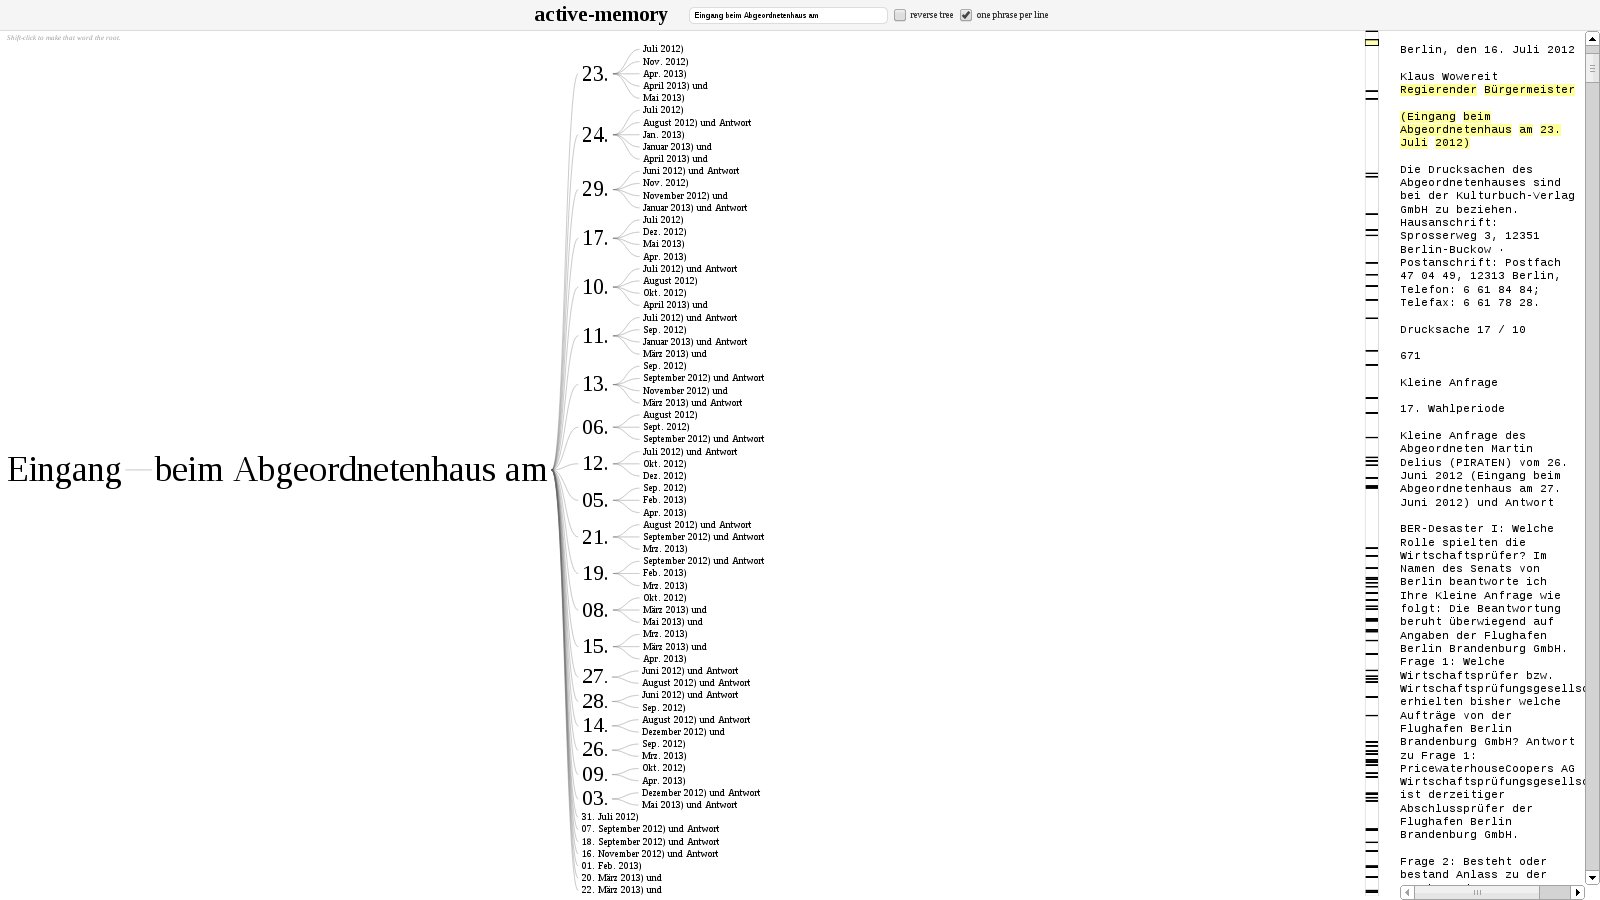 active-memory
Eingang beim Abgeordnetenhaus am
reverse tree
one phrase per line
Shift-click to make that word the root.
Eingang beim Abgeordnetenhaus am
23.
Juli 2012)
Nov. 2012)
Apr. 2013)
April 2013) und
Mai 2013)
24.
Juli 2012)
August 2012) und Antwort
Jan. 2013)
Januar 2013) und
April 2013) und
29.
Juni 2012) und Antwort
Nov. 2012)
November 2012) und
Januar 2013) und Antwort
17.
Juli 2012)
Dez. 2012)
Mai 2013)
Apr. 2013)
10.
Juli 2012) und Antwort
August 2012)
Okt. 2012)
April 2013) und
11.
Juli 2012) und Antwort
Sep. 2012)
Januar 2013) und Antwort
März 2013) und
13.
Sep. 2012)
September 2012) und Antwort
November 2012) und
März 2013) und Antwort
06.
August 2012)
Sept. 2012)
September 2012) und Antwort
12.
Juli 2012) und Antwort
Okt. 2012)
Dez. 2012)
05.
Sep. 2012)
Feb. 2013)
Apr. 2013)
21.
August 2012) und Antwort
September 2012) und Antwort
Mrz. 2013)
19.
September 2012) und Antwort
Feb. 2013)
Mrz. 2013)
08.
Okt. 2012)
März 2013) und
Mai 2013) und
15.
Mrz. 2013)
März 2013) und
Apr. 2013)
27.
Juni 2012) und Antwort
August 2012) und Antwort
28.
Juni 2012) und Antwort
Sep. 2012)
14.
August 2012) und Antwort
Dezember 2012) und
26.
Sep. 2012)
Mrz. 2013)
09.
Okt. 2012)
Apr. 2013)
03.
Dezember 2012) und Antwort
Mai 2013) und Antwort
31. Juli 2012)
07. September 2012) und Antwort
18. September 2012) und Antwort
16. November 2012) und Antwort
01. Feb. 2013)
20. März 2013) und
22. März 2013) und
Berlin, den 16. Juli 2012
Klaus Wowereit
Regierender Bürgermeister
(Eingang beim
Abgeordnetenhaus am 23.
Juli 2012)
Die Drucksachen des
Abgeordnetenhauses sind
bei der Kulturbuch-Verlag
GmbH zu beziehen.
Hausanschrift:
Sprosserweg 3, 12351
Berlin-Buckow ·
Postanschrift: Postfach
47 04 49, 12313 Berlin,
Telefon: 6 61 84 84;
Telefax: 6 61 78 28.
Drucksache 17 / 10
671
Kleine Anfrage
17. Wahlperiode
Kleine Anfrage des
Abgeordneten Martin
Delius (PIRATEN) vom 26.
Juni 2012 (Eingang beim
Abgeordnetenhaus am 27.
Juni 2012) und Antwort
BER-Desaster I: Welche
Rolle spielten die
Wirtschaftsprüfer? Im
Namen des Senats von
Berlin beantworte ich
Ihre Kleine Anfrage wie
folgt: Die Beantwortung
beruht überwiegend auf
Angaben der Flughafen
Berlin Brandenburg GmbH.
Frage 1: Welche
Wirtschaftsprüfer bzw.
Wirtschaftsprüfungsgesellsc
erhielten bisher welche
Aufträge von der
Flughafen Berlin
Brandenburg GmbH? Antwort
zu Frage 1:
PricewaterhouseCoopers AG
Wirtschaftsprüfungsgesellsc
ist derzeitiger
Abschlussprüfer der
Flughafen Berlin
Brandenburg GmbH.
Frage 2: Besteht oder
bestand Anlass zu der